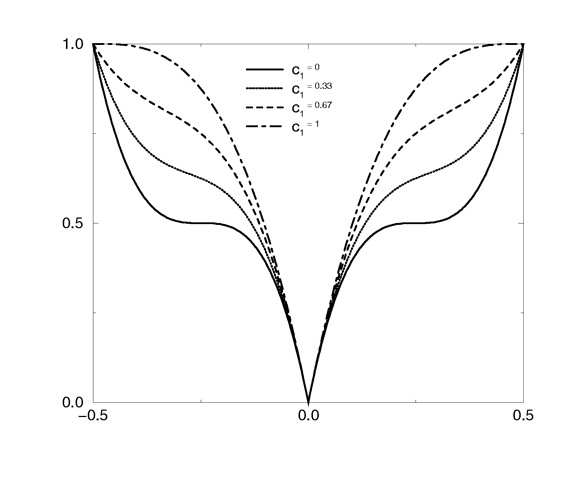 1.0
C1 = 0
C1 = 0.33
C1 = 0.67
C1 = 1
0.5
0.0
−0.5 0.0 0.5